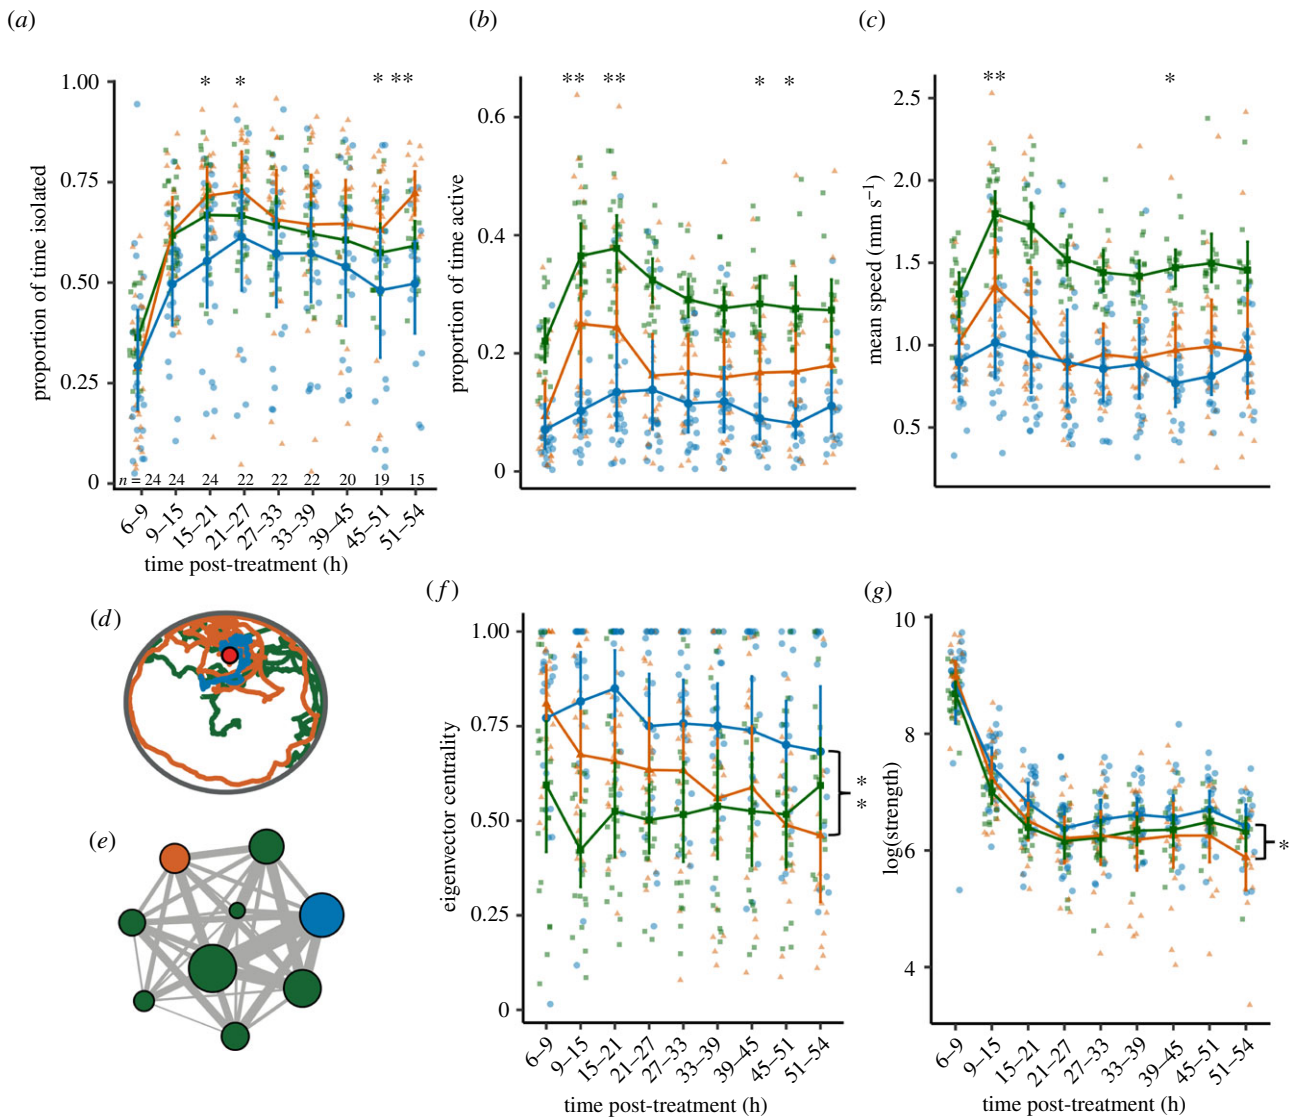 (a)
(b)
(c)
* * * **
** ** * *
** *
1.00
0.75
0.50
0.25
0
proportion of time isolated
n = 24 24 24 22 22 22 20 19 15
6–9 9–15 15–21 21–27 27–33 33–39 39–45 45–51 51–54
time post-treatment (h)
0.6
0.4
0.2
0
proportion of time active
2.5
2.0
1.5
1.0
0.5
mean speed (mm s−1)
(d)
(e)
(f)
1.00
0.75
0.50
0.25
0
eigenvector centrality
**
6–9 9–15 15–21 21–27 27–33 33–39 39–45 45–51 51–54
time post-treatment (h)
(g)
10
8
6
4
log(strength)
*
6–9 9–15 15–21 21–27 27–33 33–39 39–45 45–51 51–54
time post-treatment (h)